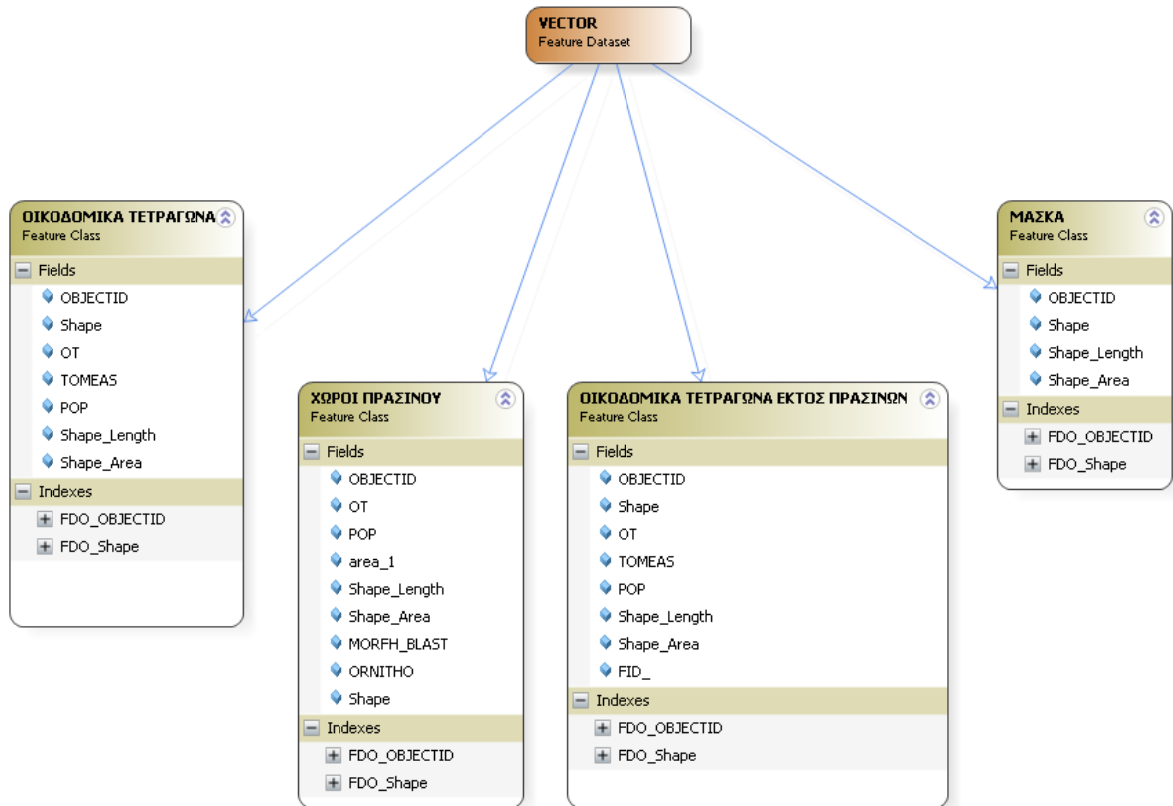 VECTOR
Feature Dataset
ΟΙΚΟΔΟΜΙΚΑ ΤΕΤΡΑΓΩΝΑ
Feature Class
Fields
OBJECTID
Shape
OT
TOMEAS
POP
Shape_Length
Shape_Area
Indexes
FDO_OBJECTID
FDO_Shape
ΧΩΡΟΙ ΠΡΑΣΙΝΟΥ
Feature Class
Fields
OBJECTID
OT
POP
area_1
Shape_Length
Shape_Area
MORFH_BLAST
ORNITHO
Shape
Indexes
FDO_OBJECTID
FDO_Shape
ΟΙΚΟΔΟΜΙΚΑ ΤΕΤΡΑΓΩΝΑ ΕΚΤΟΣ ΠΡΑΣΙΝΩΝ
Feature Class
Fields
OBJECTID
Shape
OT
TOMEAS
POP
Shape_Length
Shape_Area
FID_
Indexes
FDO_OBJECTID
FDO_Shape
ΜΑΣΚΑ
Feature Class
Fields
OBJECTID
Shape
Shape_Length
Shape_Area
Indexes
FDO_OBJECTID
FDO_Shape